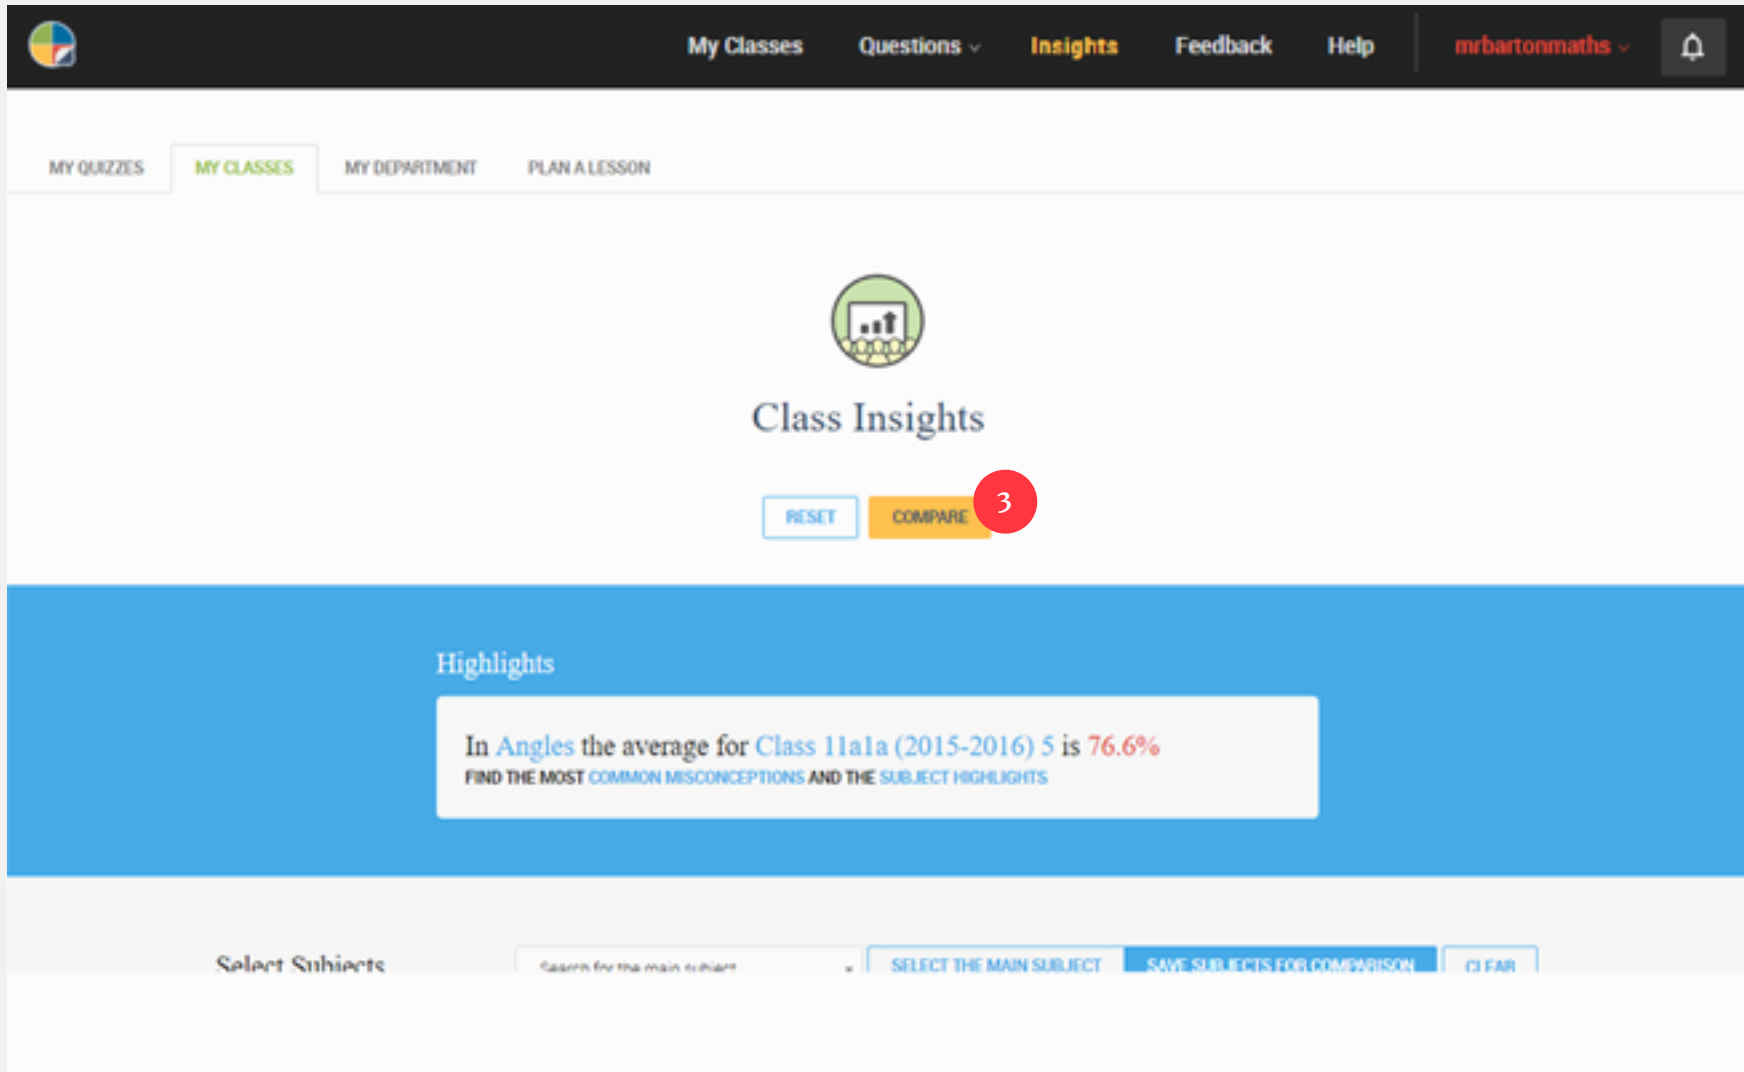 My Classes Questions Insights Feedback Help mrbartonmaths
MY QUIZZES MY CLASSES MY DEPARTMENT PLAN A LESSON
Class Insights
RESET COMPARE 3
Highlights
In Angles the average for Class 11a1a (2015-2016) 5 is 76.6%
FIND THE MOST COMMON MISCONCEPTIONS AND THE SUBJECT HIGHLIGHTS
Select Subjects Search for the main subject SELECT THE MAIN SUBJECT SAVE SUBJECTS FOR COMPARISON CLEAR